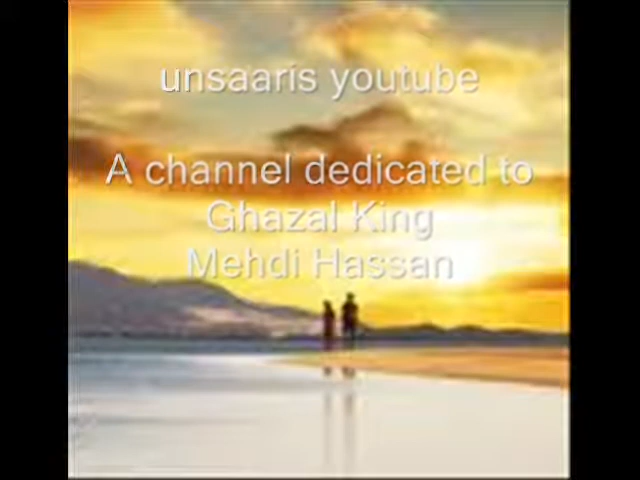 unsaaris youtube
A channel dedicated to
Ghazal King
Mehdi Hassan